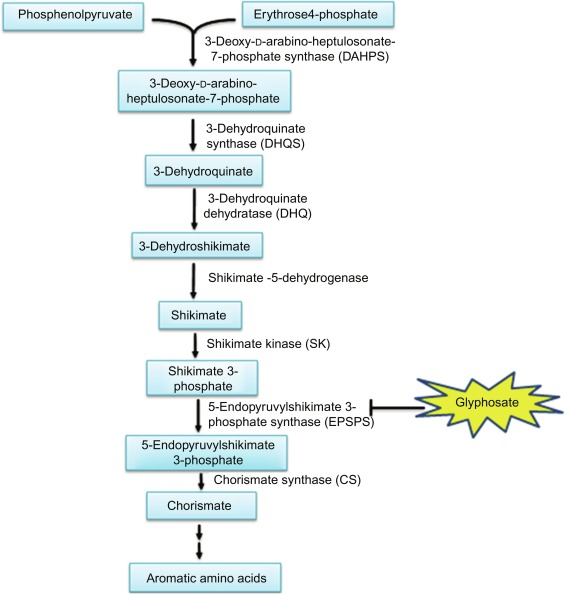 Phosphenolpyruvate
Erythrose4-phosphate
3-Deoxy-D-arabino-heptulosonate-
7-phosphate synthase (DAHPS)
3-Deoxy-D-arabino-
heptulosonate-7-phosphate
3-Dehydroquinate
synthase (DHQS)
3-Dehydroquinate
3-Dehydroquinate
dehydratase (DHQ)
3-Dehydroshikimate
Shikimate -5-dehydrogenase
Shikimate
Shikimate kinase (SK)
Shikimate 3-
phosphate
5-Endopyruvylshikimate 3-
phosphate synthase (EPSPS)
Glyphosate
5-Endopyruvylshikimate
3-phosphate
Chorismate synthase (CS)
Chorismate
Aromatic amino acids